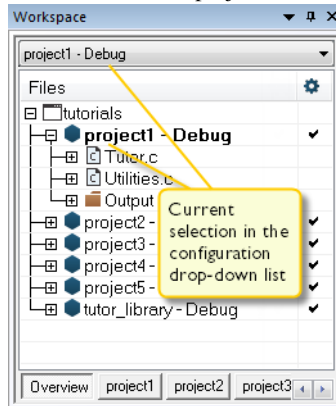 Workspace
project1 - Debug
Files
tutorials
project1 - Debug
Tutor.c
Utilities.c
Output
project2 -
project3 -
project4 -
project5 -
tutor_library - Debug
Current
selection in the
configuration
drop-down list
Overview project1 project2 project3